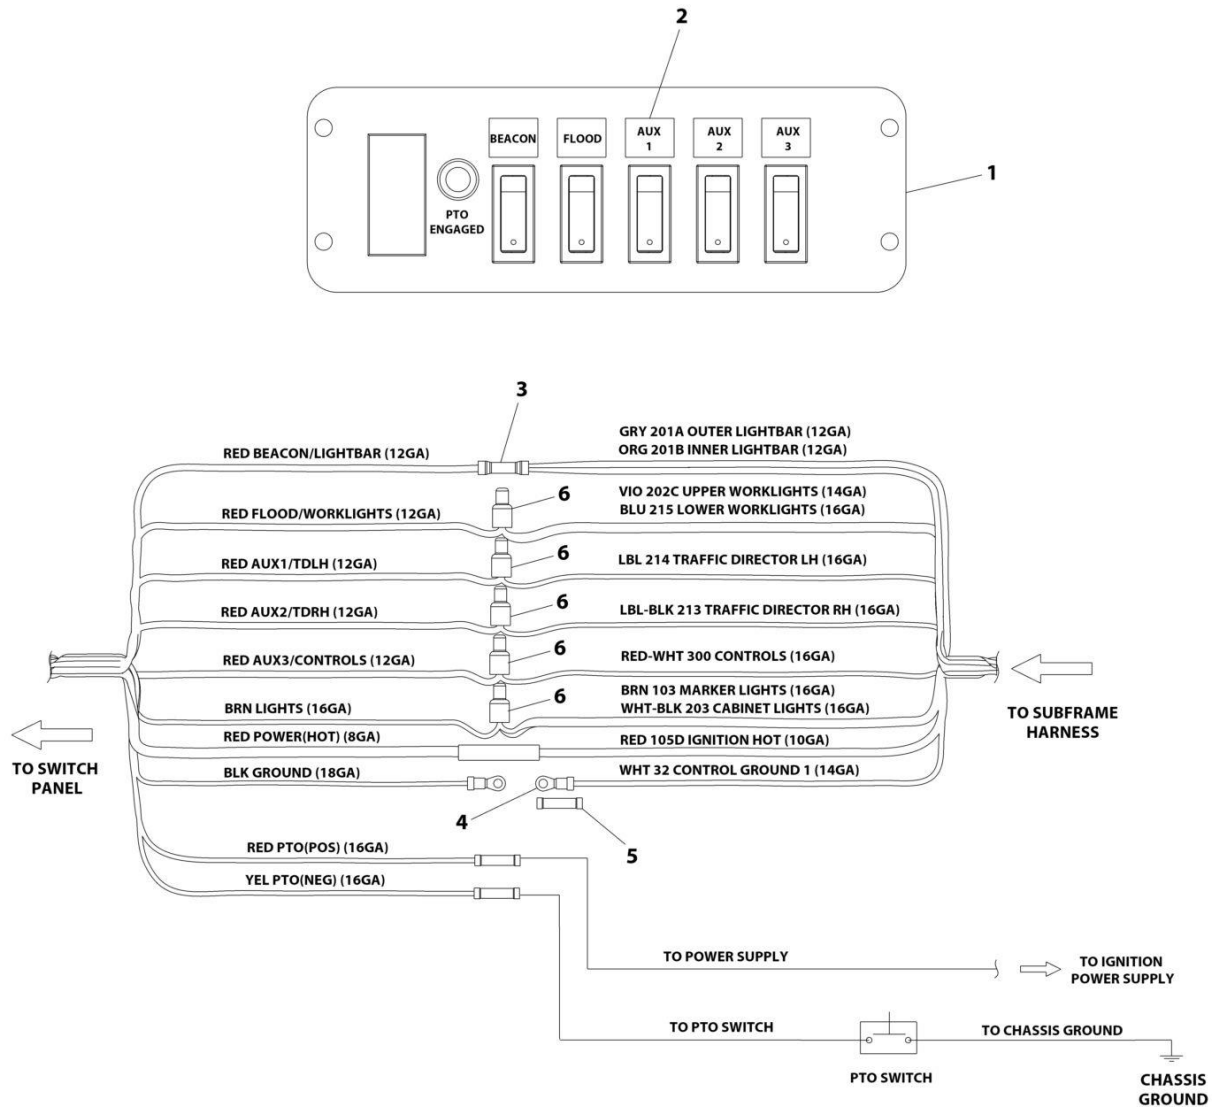 2
BEACON
FLOOD
AUX
1
AUX
2
AUX
3
1
PTO
ENGAGED
3
RED BEACON/LIGHTBAR (12GA)
GRY 201A OUTER LIGHTBAR (12GA)
ORG 201B INNER LIGHTBAR (12GA)
6
RED FLOOD/WORKLIGHTS (12GA)
VIO 202C UPPER WORKLIGHTS (14GA)
BLU 215 LOWER WORKLIGHTS (16GA)
6
RED AUX1/TDLH (12GA)
LBL 214 TRAFFIC DIRECTOR LH (16GA)
6
RED AUX2/TDRH (12GA)
LBL-BLK 213 TRAFFIC DIRECTOR RH (16GA)
6
RED AUX3/CONTROLS (12GA)
RED-WHT 300 CONTROLS (16GA)
6
BRN LIGHTS (16GA)
BRN 103 MARKER LIGHTS (16GA)
WHT-BLK 203 CABINET LIGHTS (16GA)
RED POWER(HOT) (8GA)
RED 105D IGNITION HOT (10GA)
BLK GROUND (18GA)
WHT 32 CONTROL GROUND 1 (14GA)
TO SWITCH
PANEL
TO SUBFRAME
HARNESS
4
5
RED PTO(POS) (16GA)
YEL PTO(NEG) (16GA)
TO POWER SUPPLY
TO IGNITION
POWER SUPPLY
TO PTO SWITCH
TO CHASSIS GROUND
PTO SWITCH
CHASSIS
GROUND